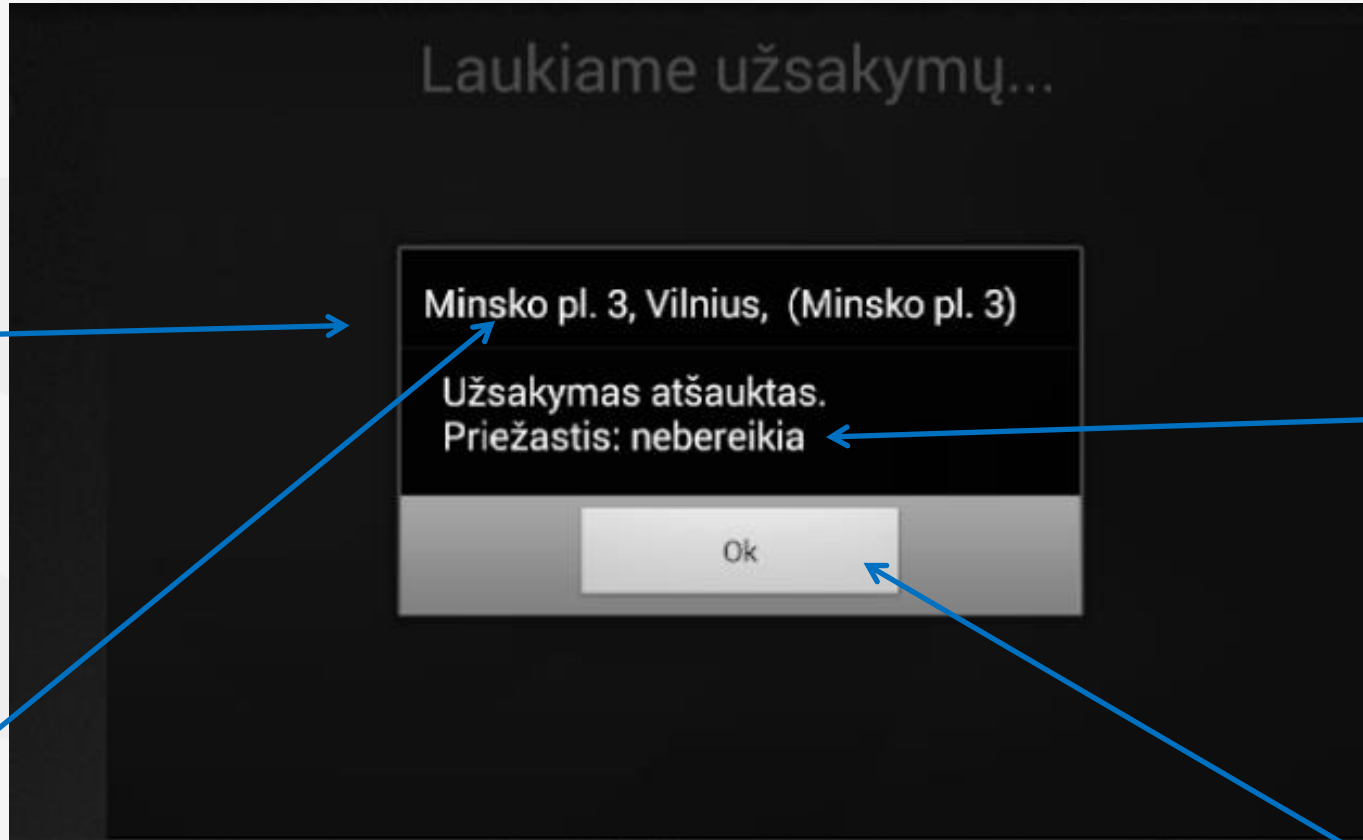 Laukiame užsakymų...
Minsko pl. 3, Vilnius,  (Minsko pl. 3)
Užsakymas atšauktas.
Priežastis: nebereikia
Ok